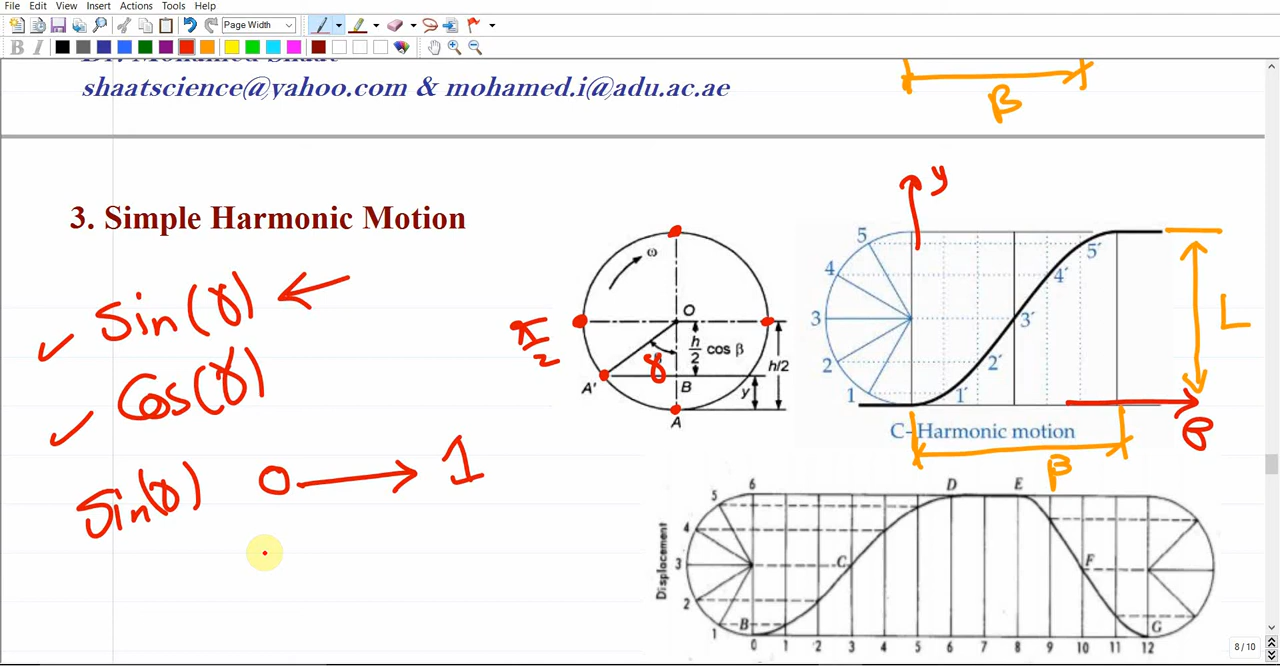 File Edit View Insert Actions Tools Help
Page Width
B I
shaatscience@yahoo.com & mohamed.i@adu.ac.ae
β
3. Simple Harmonic Motion
sin(γ)
Cos(γ)
Sin(γ) 0 → 1
π/2
ω
O
h/2 cos β
h/2
γ
A'
B
y
A
y
5
4
3
2
1
5′
4′
3′
2′
1′
L
θ
C-Harmonic motion
β
Displacement
6
5
4
3
2
1
B
C
D
E
F
G
0 1 2 3 4 5 6 7 8 9 10 11 12
8 / 10